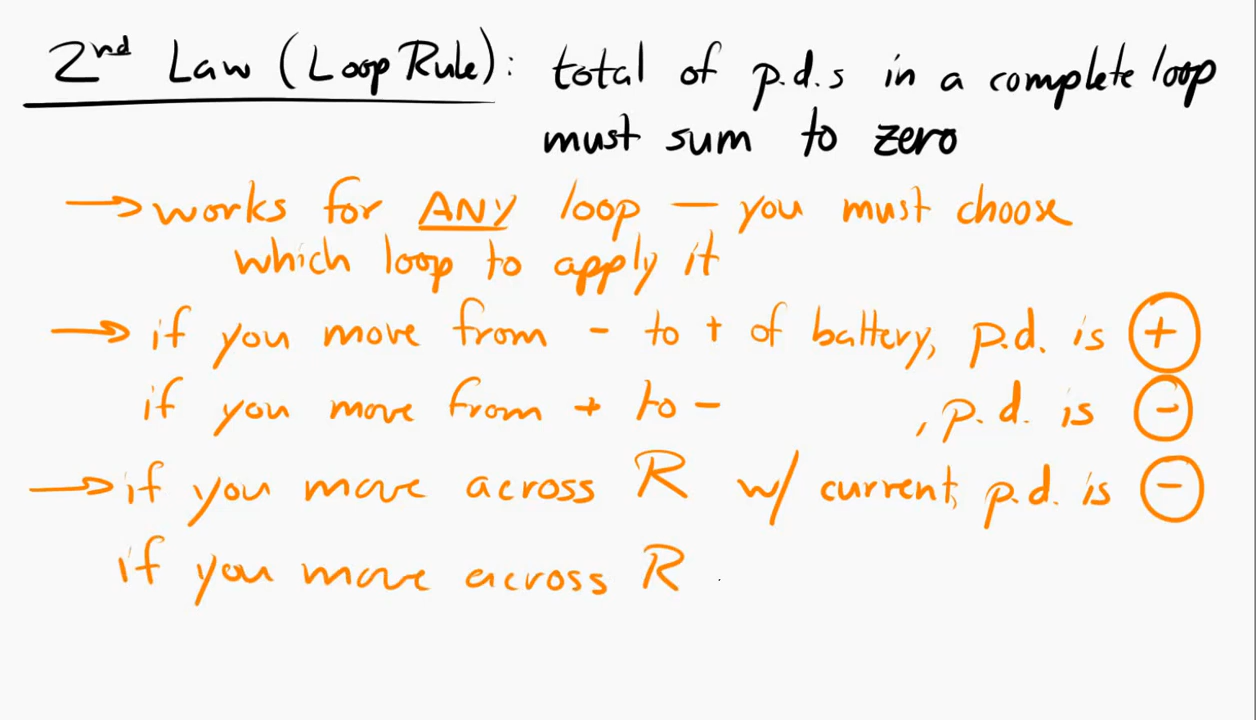 2nd Law (Loop Rule): total of p.d.s in a complete loop
must sum to zero
→ works for ANY loop — you must choose
which loop to apply it
→ if you move from - to + of battery, p.d. is +
if you move from + to - , p.d. is -
→ if you move across R w/ current, p.d. is -
if you move across R